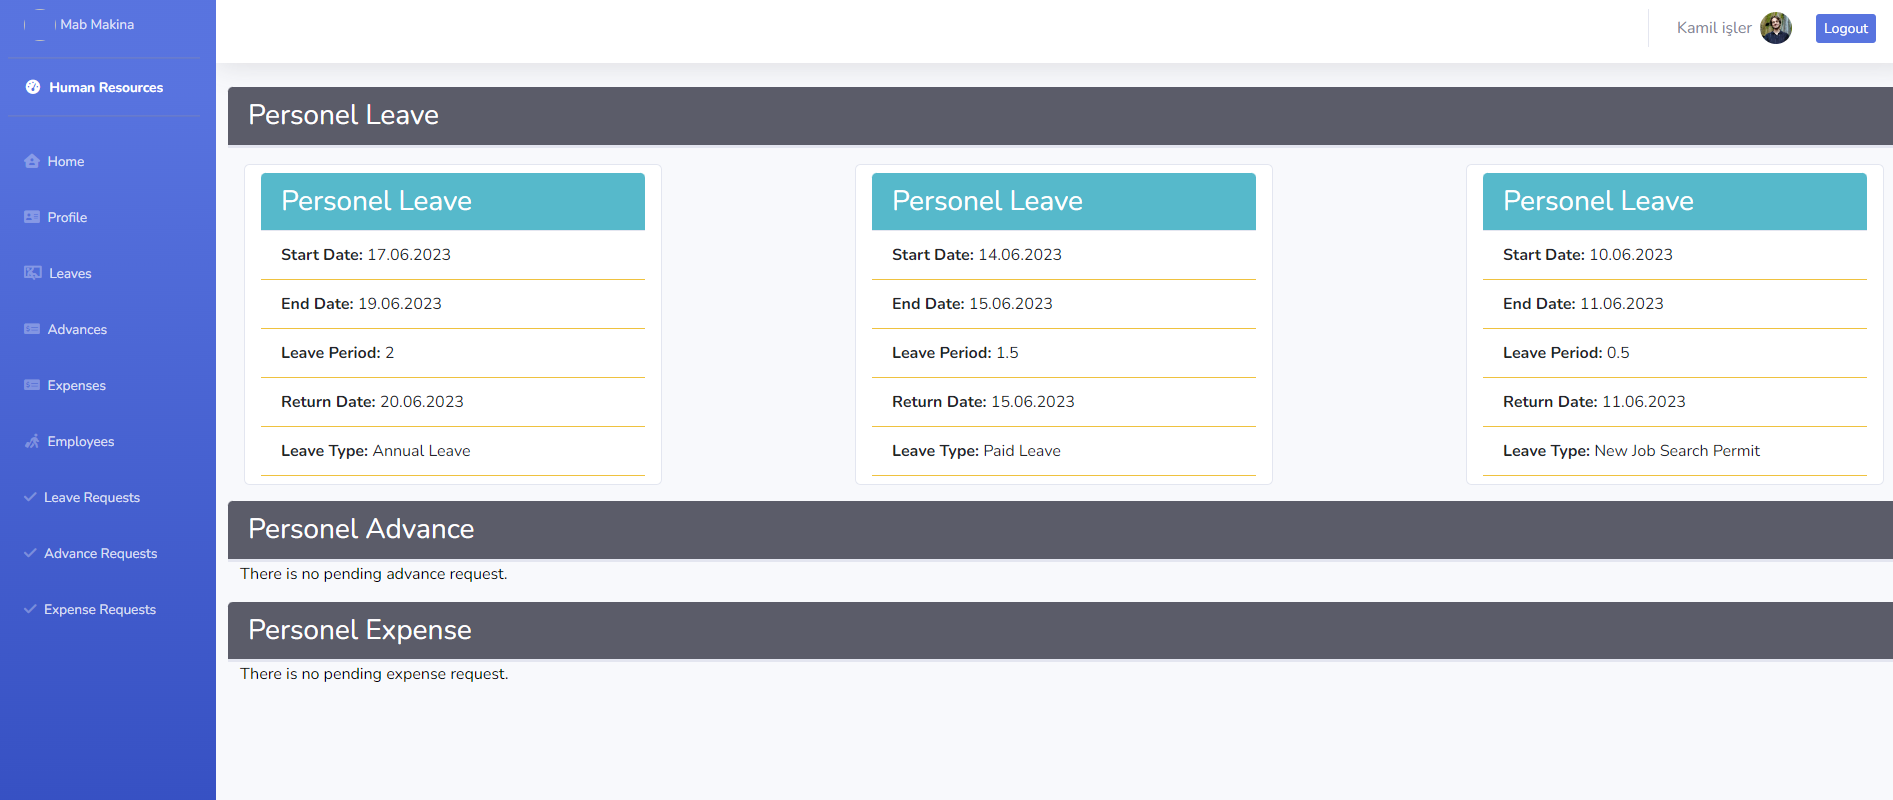 Mab Makina
Human Resources
Home
Profile
Leaves
Advances
Expenses
Employees
Leave Requests
Advance Requests
Expense Requests
Kamil işler
Logout
Personel Leave
Personel Leave
Start Date: 17.06.2023
End Date: 19.06.2023
Leave Period: 2
Return Date: 20.06.2023
Leave Type: Annual Leave
Personel Leave
Start Date: 14.06.2023
End Date: 15.06.2023
Leave Period: 1.5
Return Date: 15.06.2023
Leave Type: Paid Leave
Personel Leave
Start Date: 10.06.2023
End Date: 11.06.2023
Leave Period: 0.5
Return Date: 11.06.2023
Leave Type: New Job Search Permit
Personel Advance
There is no pending advance request.
Personel Expense
There is no pending expense request.